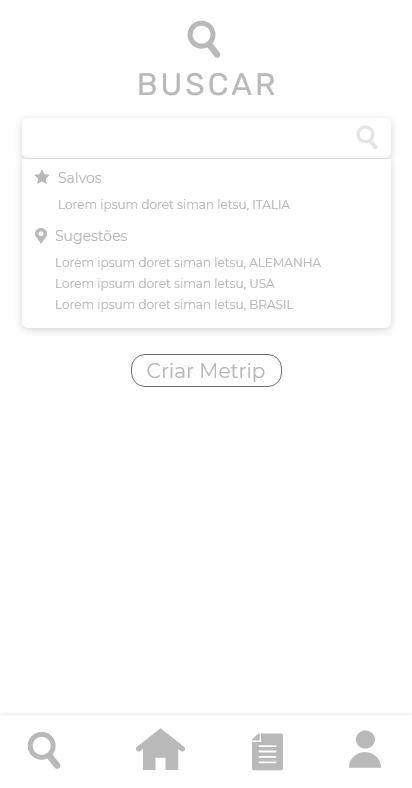 BUSCAR
Salvos
Lorem ipsum doret siman letsu, ITALIA
Sugestões
Lorem ipsum doret siman letsu, ALEMANHA
Lorem ipsum doret siman letsu, USA
Lorem ipsum doret siman letsu, BRASIL
Criar Metrip